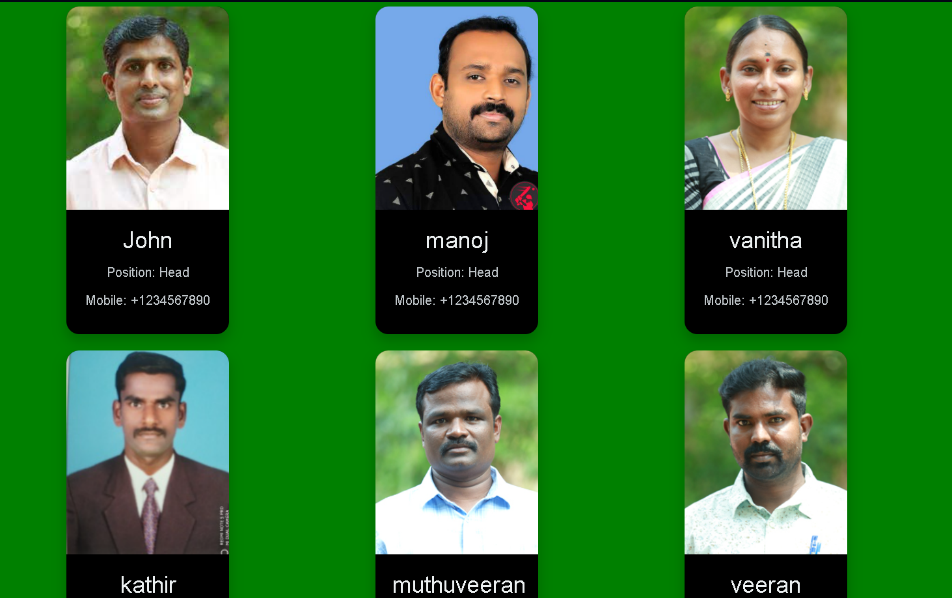 John
Position: Head
Mobile: +1234567890
manoj
Position: Head
Mobile: +1234567890
vanitha
Position: Head
Mobile: +1234567890
kathir
muthuveeran
veeran